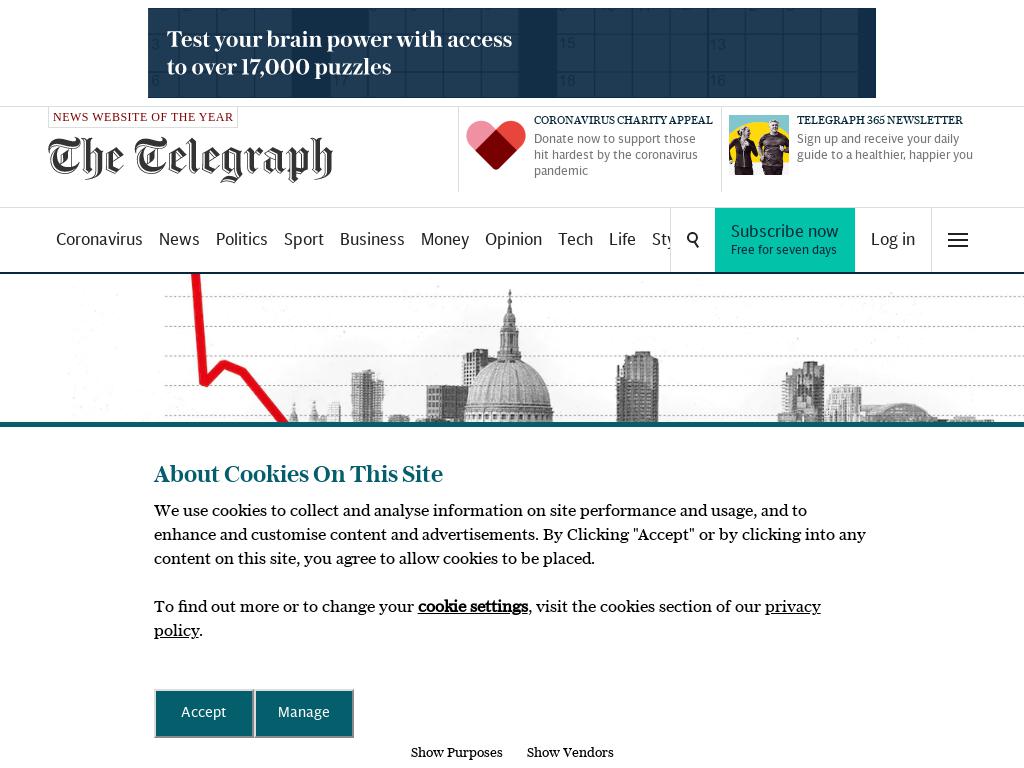 Test your brain power with access
to over 17,000 puzzles
3
15
13
6
17
18
16
NEWS WEBSITE OF THE YEAR
The Telegraph
CORONAVIRUS CHARITY APPEAL
Donate now to support those
hit hardest by the coronavirus
pandemic
TELEGRAPH 365 NEWSLETTER
Sign up and receive your daily
guide to a healthier, happier you
Coronavirus News Politics Sport Business Money Opinion Tech Life Sty
Subscribe now
Free for seven days
Log in
About Cookies On This Site
We use cookies to collect and analyse information on site performance and usage, and to
enhance and customise content and advertisements. By Clicking "Accept" or by clicking into any
content on this site, you agree to allow cookies to be placed.
To find out more or to change your cookie settings, visit the cookies section of our privacy
policy.
Accept Manage
Show Purposes Show Vendors